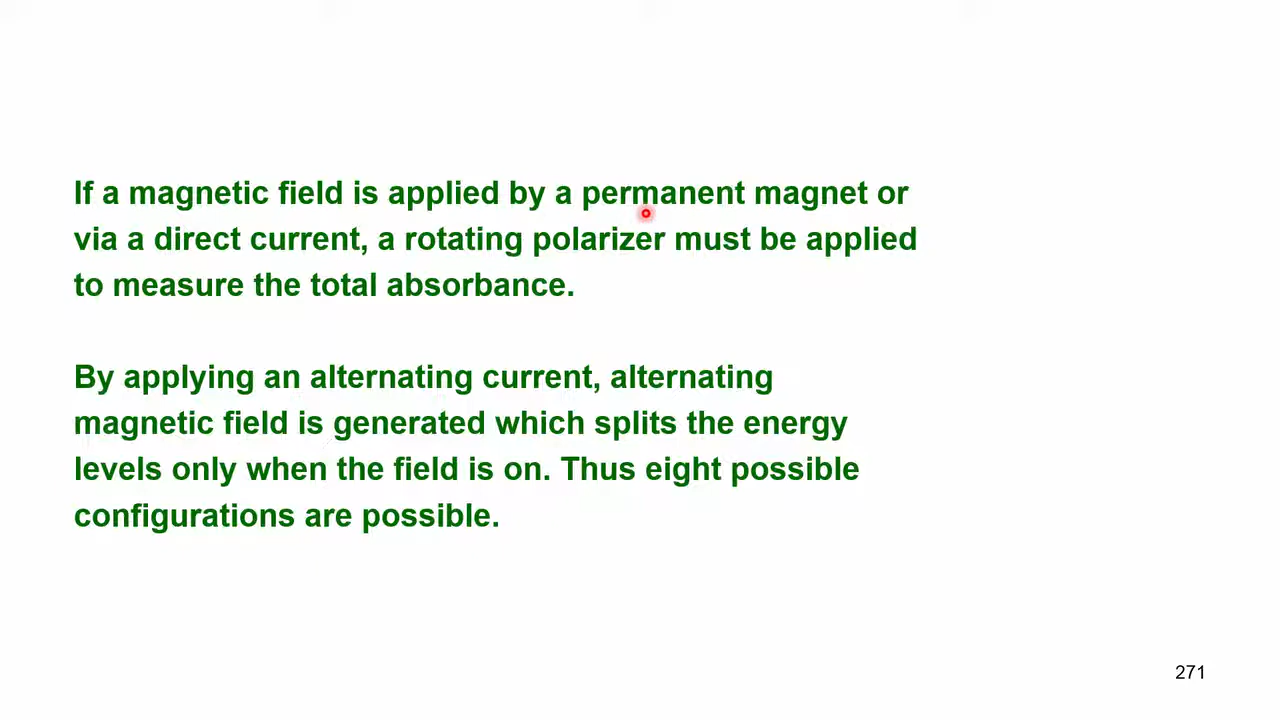 If a magnetic field is applied by a permanent magnet or
via a direct current, a rotating polarizer must be applied
to measure the total absorbance.
By applying an alternating current, alternating
magnetic field is generated which splits the energy
levels only when the field is on. Thus eight possible
configurations are possible.
271